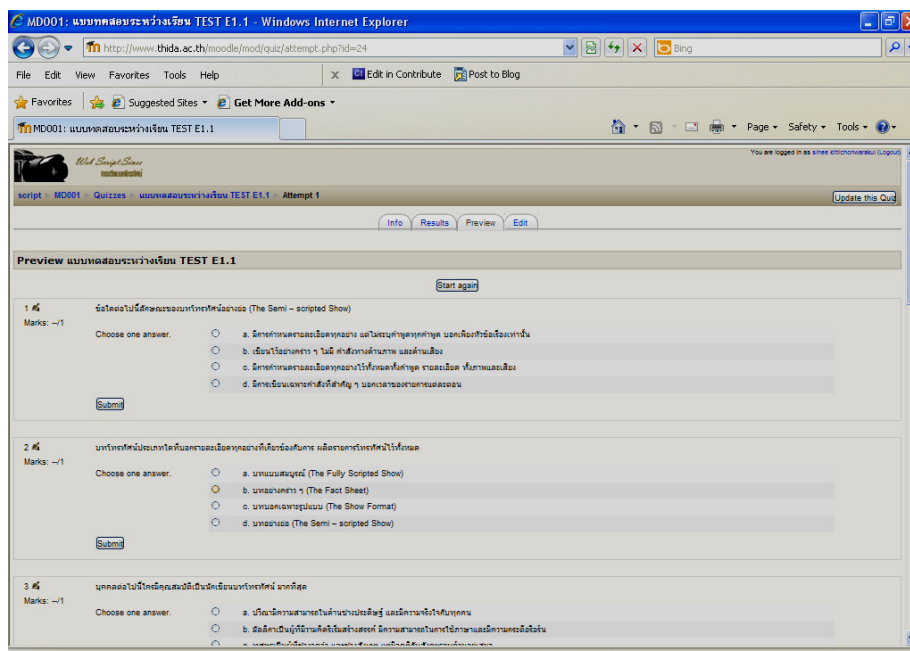 MD001: แบบทดสอบระหว่างเรียน TEST E1.1 - Windows Internet Explorer
http://www.thida.ac.th/moodle/mod/quiz/attempt.php?id=24
Bing
File Edit View Favorites Tools Help x Edit in Contribute Post to Blog
Favorites Suggested Sites Get More Add-ons
MD001: แบบทดสอบระหว่างเรียน TEST E1.1
Page Safety Tools
Web Script Sinee
You are logged in as sinee kittichonwarakul (Logout)
script MD001 Quizzes แบบทดสอบระหว่างเรียน TEST E1.1 Attempt 1
Update this Quiz
Info Results Preview Edit
Preview แบบทดสอบระหว่างเรียน TEST E1.1
Start again
1 ข้อใดต่อไปนี้ลักษณะของบทโทรทัศน์อย่างย่อ (The Semi – scripted Show)
Marks: --/1
Choose one answer.
a. มีการกำหนดรายละเอียดทุกอย่าง แต่ไม่ระบุคำพูดทุกคำพูด บอกเพียงหัวข้อเรื่องเท่านั้น
b. เขียนไว้อย่างคร่าว ๆ ไม่มี คำสั่งทางด้านภาพ และด้านเสียง
c. มีการกำหนดรายละเอียดทุกอย่างไว้ทั้งหมดทั้งคำพูด รายละเอียด ทั้งภาพและเสียง
d. มีการเขียนเฉพาะคำสั่งที่สำคัญ ๆ บอกเวลาของรายการแต่ละตอน
Submit
2 บทโทรทัศน์ประเภทใดที่บอกรายละเอียดทุกอย่างที่เกี่ยวข้องกับการ ผลิตรายการโทรทัศน์ไว้ทั้งหมด
Marks: --/1
Choose one answer.
a. บทแบบสมบูรณ์ (The Fully Scripted Show)
b. บทอย่างคร่าว ๆ (The Fact Sheet)
c. บทบอกเฉพาะรูปแบบ (The Show Format)
d. บทอย่างย่อ (The Semi – scripted Show)
Submit
3 บุคคลต่อไปนี้ใครมีคุณสมบัติเป็นนักเขียนบทโทรทัศน์ มากที่สุด
Marks: --/1
Choose one answer.
a. ปวีณามีความสามารถในด้านช่างประดิษฐ์ และมีความจริงใจกับทุกคน
b. อัลลิคาเป็นผู้ที่มีความคิดริเริ่มสร้างสรรค์ มีความสามารถในการใช้ภาษาและมีความกระตือรือร้น